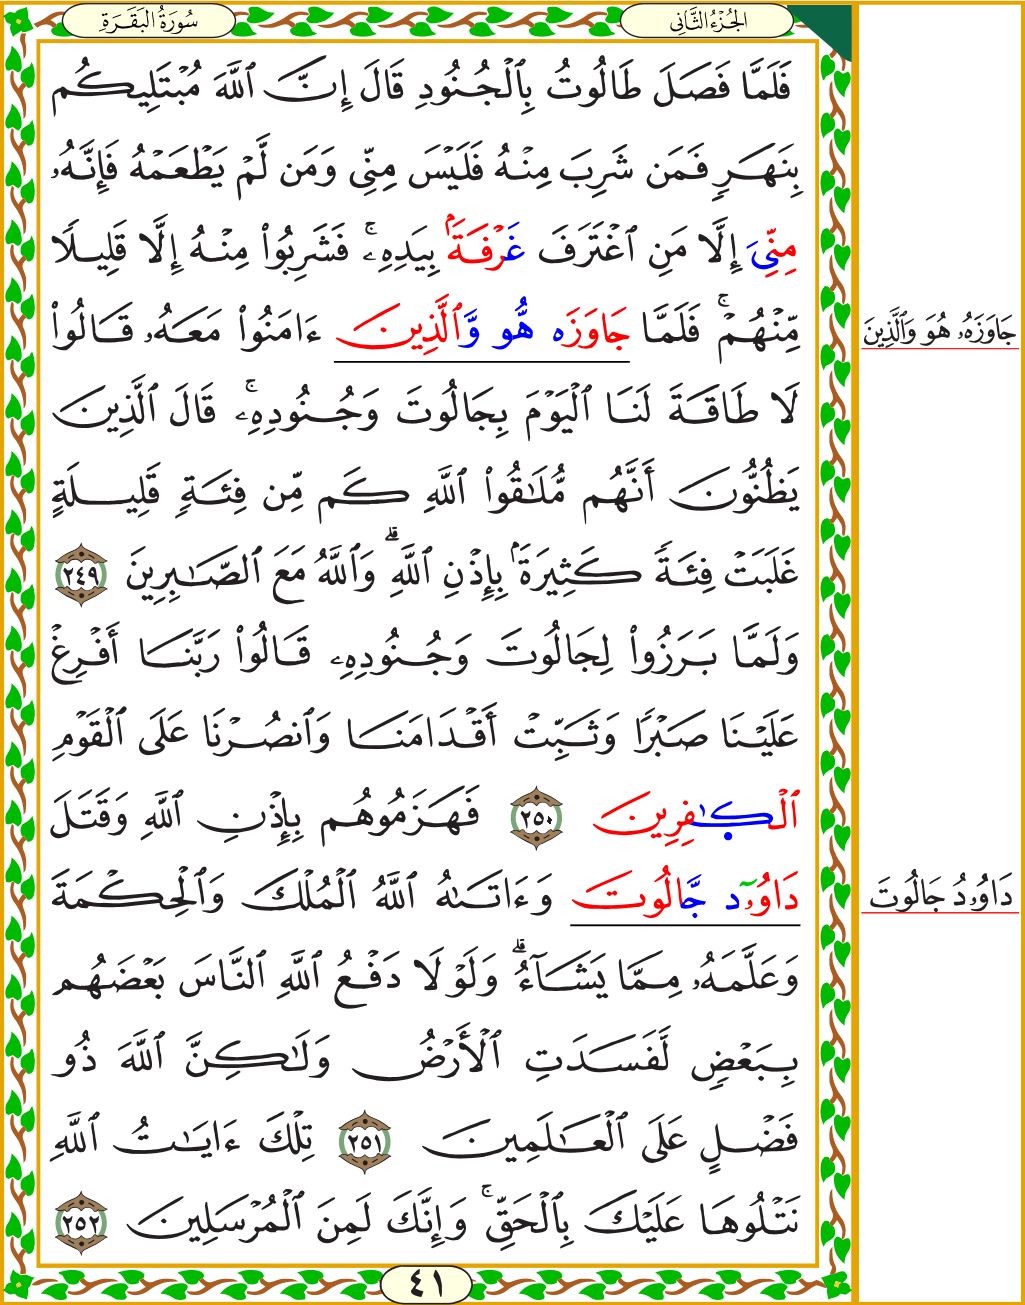 الجُزْءُ الثَّانِي
سُورَةُ البَقَرَةِ
فَلَمَّا فَصَلَ طَالُوتُ بِٱلْجُنُودِ قَالَ إِنَّ ٱللَّهَ مُبْتَلِيكُم
بِنَهَرٍ فَمَن شَرِبَ مِنْهُ فَلَيْسَ مِنِّي وَمَن لَّمْ يَطْعَمْهُ فَإِنَّهُۥ
مِنِّيَ إِلَّا مَنِ ٱغْتَرَفَ غَرْفَةَۢ بِيَدِهِۦۚ فَشَرِبُوا۟ مِنْهُ إِلَّا قَلِيلًا
مِّنْهُمْۚ فَلَمَّا جَاوَزَه هُّو وَّٱلَّذِينَ ءَامَنُوا۟ مَعَهُۥ قَالُوا۟
لَا طَاقَةَ لَنَا ٱلْيَوْمَ بِجَالُوتَ وَجُنُودِهِۦۚ قَالَ ٱلَّذِينَ
يَظُنُّونَ أَنَّهُم مُّلَـٰقُوا۟ ٱللَّهِ كَم مِّن فِئَةٍ قَلِيلَةٍ
غَلَبَتْ فِئَةً كَثِيرَةَۢ بِإِذْنِ ٱللَّهِۗ وَٱللَّهُ مَعَ ٱلصَّـٰبِرِينَ ٢٤٩
وَلَمَّا بَرَزُوا۟ لِجَالُوتَ وَجُنُودِهِۦ قَالُوا۟ رَبَّنَا أَفْرِغْ
عَلَيْنَا صَبْرًا وَثَبِّتْ أَقْدَامَنَا وَٱنصُرْنَا عَلَى ٱلْقَوْمِ
ٱلْكَـٰفِرِينَ ٢٥٠ فَهَزَمُوهُم بِإِذْنِ ٱللَّهِ وَقَتَلَ
دَاوُۥٓد جَّالُوتَ وَءَاتَىٰهُ ٱللَّهُ ٱلْمُلْكَ وَٱلْحِكْمَةَ
وَعَلَّمَهُۥ مِمَّا يَشَآءُۗ وَلَوْلَا دَفْعُ ٱللَّهِ ٱلنَّاسَ بَعْضَهُم
بِبَعْضٍ لَّفَسَدَتِ ٱلْأَرْضُ وَلَـٰكِنَّ ٱللَّهَ ذُو
فَضْلٍ عَلَى ٱلْعَـٰلَمِينَ ٢٥١ تِلْكَ ءَايَـٰتُ ٱللَّهِ
نَتْلُوهَا عَلَيْكَ بِٱلْحَقِّۚ وَإِنَّكَ لَمِنَ ٱلْمُرْسَلِينَ ٢٥٢
جَاوَزَهُۥ هُوَ وَٱلَّذِينَ
دَاوُۥدُ جَالُوتَ
٤١